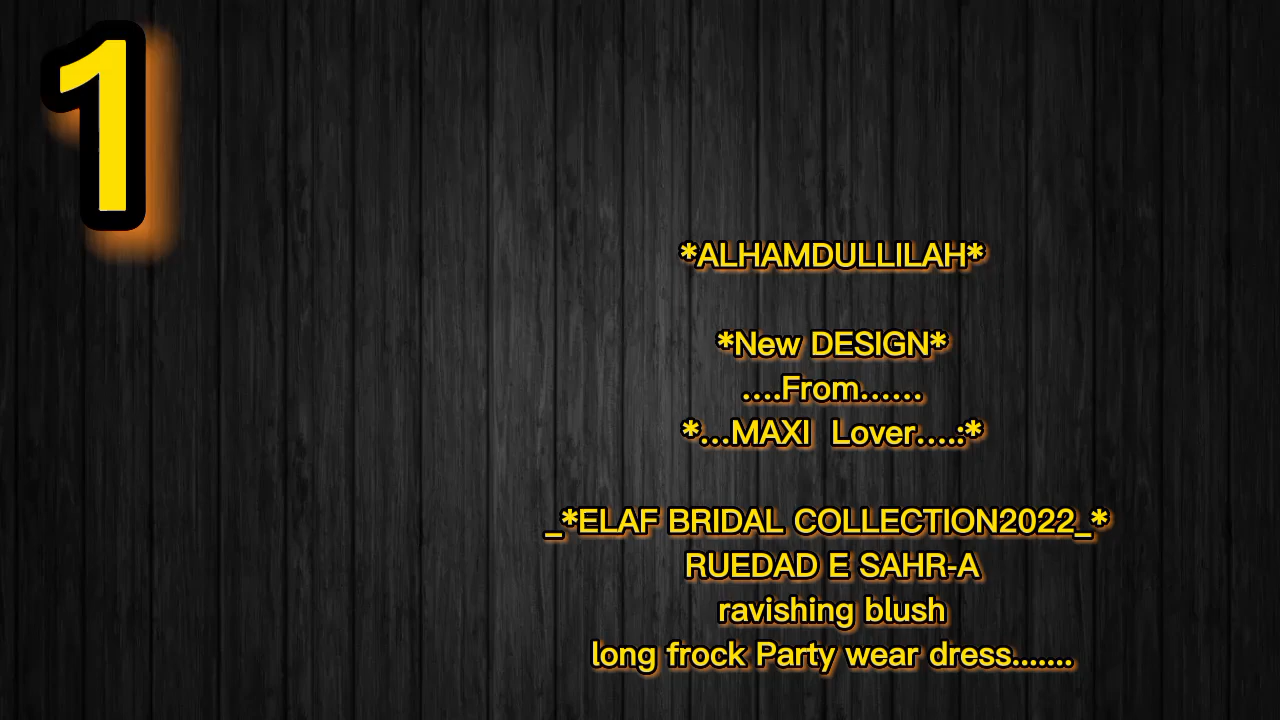 1
*ALHAMDULLILAH*
*New DESIGN*
....From......
*...MAXI  Lover....:*
_*ELAF BRIDAL COLLECTION2022_*
RUEDAD E SAHR-A
ravishing blush
long frock Party wear dress.......